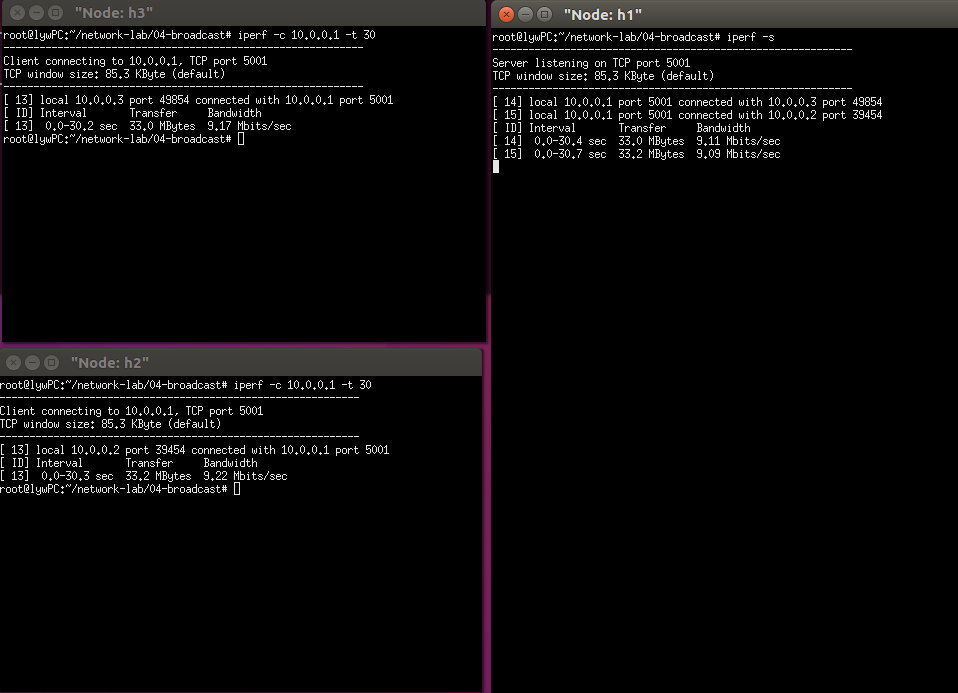 "Node: h3"
root@lywPC:~/network-lab/04-broadcast# iperf -c 10.0.0.1 -t 30
------------------------------------------------------------
Client connecting to 10.0.0.1, TCP port 5001
TCP window size: 85.3 KByte (default)
------------------------------------------------------------
[ 13] local 10.0.0.3 port 49854 connected with 10.0.0.1 port 5001
[ ID] Interval       Transfer     Bandwidth
[ 13]  0.0-30.2 sec  33.0 MBytes  9.17 Mbits/sec
root@lywPC:~/network-lab/04-broadcast#
"Node: h2"
root@lywPC:~/network-lab/04-broadcast# iperf -c 10.0.0.1 -t 30
------------------------------------------------------------
Client connecting to 10.0.0.1, TCP port 5001
TCP window size: 85.3 KByte (default)
------------------------------------------------------------
[ 13] local 10.0.0.2 port 39454 connected with 10.0.0.1 port 5001
[ ID] Interval       Transfer     Bandwidth
[ 13]  0.0-30.3 sec  33.2 MBytes  9.22 Mbits/sec
root@lywPC:~/network-lab/04-broadcast#
"Node: h1"
root@lywPC:~/network-lab/04-broadcast# iperf -s
------------------------------------------------------------
Server listening on TCP port 5001
TCP window size: 85.3 KByte (default)
------------------------------------------------------------
[ 14] local 10.0.0.1 port 5001 connected with 10.0.0.3 port 49854
[ 15] local 10.0.0.1 port 5001 connected with 10.0.0.2 port 39454
[ ID] Interval       Transfer     Bandwidth
[ 14]  0.0-30.4 sec  33.0 MBytes  9.11 Mbits/sec
[ 15]  0.0-30.7 sec  33.2 MBytes  9.09 Mbits/sec